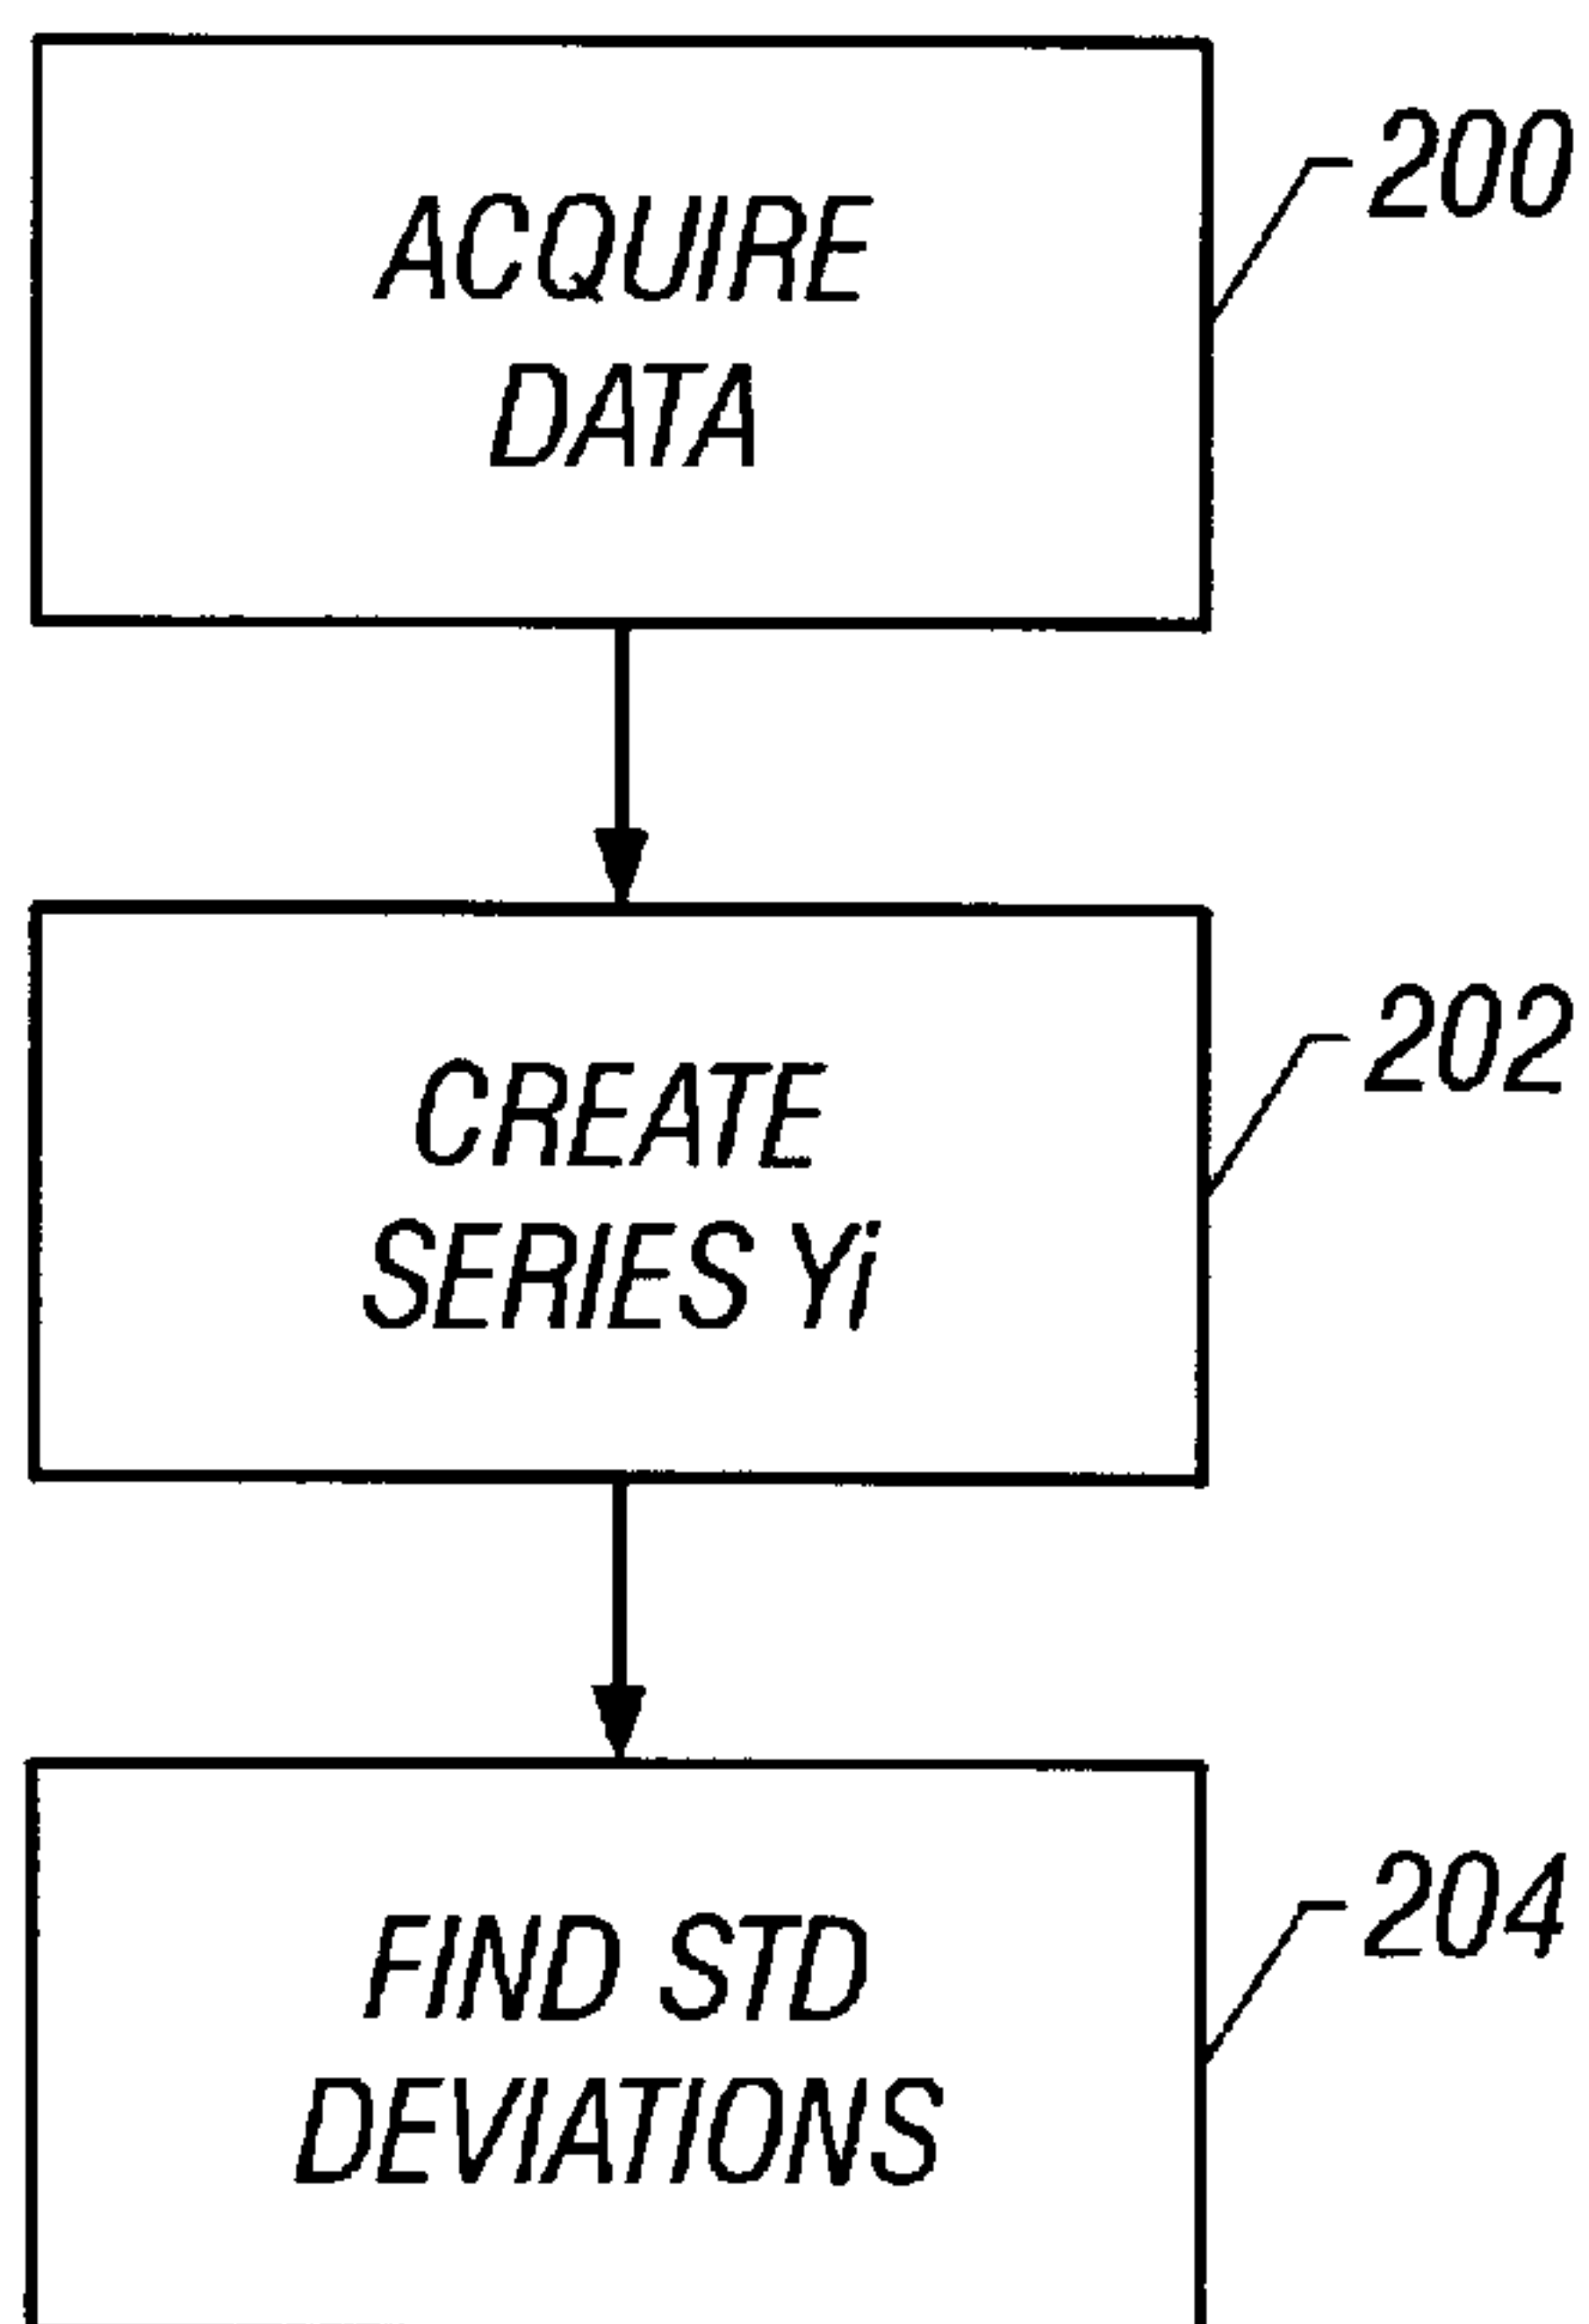 ACQUIRE
DATA
200
CREATE
SERIES Yi
202
FIND STD
DEVIATIONS
204